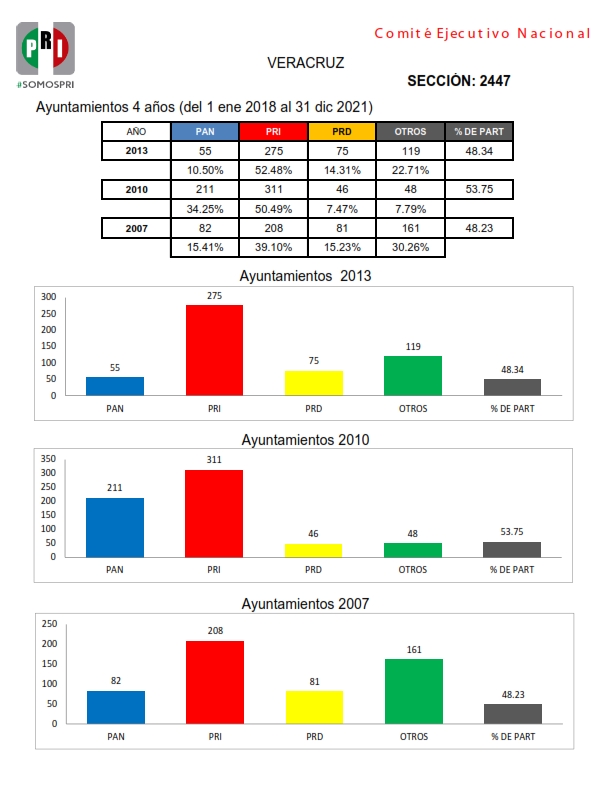 Comité Ejecutivo Nacional
PRI
#SOMOSPRI
VERACRUZ
SECCIÓN: 2447
Ayuntamientos 4 años (del 1 ene 2018 al 31 dic 2021)
AÑO PAN PRI PRD OTROS % DE PART
2013 55 275 75 119 48.34
10.50% 52.48% 14.31% 22.71%
2010 211 311 46 48 53.75
34.25% 50.49% 7.47% 7.79%
2007 82 208 81 161 48.23
15.41% 39.10% 15.23% 30.26%
Ayuntamientos 2013
300
250
200
150
100
50
0
55
275
75
119
48.34
PAN PRI PRD OTROS % DE PART
Ayuntamientos 2010
350
300
250
200
150
100
50
0
211
311
46
48
53.75
PAN PRI PRD OTROS % DE PART
Ayuntamientos 2007
250
200
150
100
50
0
82
208
81
161
48.23
PAN PRI PRD OTROS % DE PART